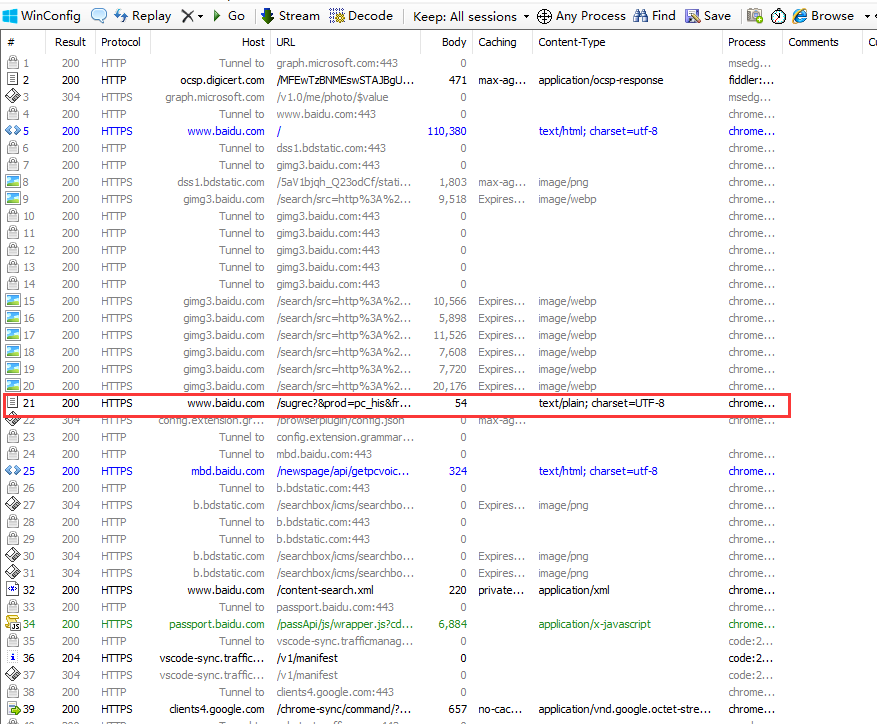 WinConfig Replay Go Stream Decode Keep: All sessions Any Process Find Save Browse
# Result Protocol Host URL Body Caching Content-Type Process Comments Cu
1 200 HTTP Tunnel to graph.microsoft.com:443 0 msedg...
2 200 HTTP ocsp.digicert.com /MFEwTzBNMEswSTAJBgU... 471 max-ag... application/ocsp-response fiddler:...
3 304 HTTPS graph.microsoft.com /v1.0/me/photo/$value 0 msedg...
4 200 HTTP Tunnel to www.baidu.com:443 0 chrome...
5 200 HTTPS www.baidu.com / 110,380 text/html; charset=utf-8 chrome...
6 200 HTTP Tunnel to dss1.bdstatic.com:443 0 chrome...
7 200 HTTP Tunnel to gimg3.baidu.com:443 0 chrome...
8 200 HTTPS dss1.bdstatic.com /5aV1bjqh_Q23odCf/stati... 1,803 max-ag... image/png chrome...
9 200 HTTPS gimg3.baidu.com /search/src=http%3A%2... 9,518 Expires... image/webp chrome...
10 200 HTTP Tunnel to gimg3.baidu.com:443 0 chrome...
11 200 HTTP Tunnel to gimg3.baidu.com:443 0 chrome...
12 200 HTTP Tunnel to gimg3.baidu.com:443 0 chrome...
13 200 HTTP Tunnel to gimg3.baidu.com:443 0 chrome...
14 200 HTTP Tunnel to gimg3.baidu.com:443 0 chrome...
15 200 HTTPS gimg3.baidu.com /search/src=http%3A%2... 10,566 Expires... image/webp chrome...
16 200 HTTPS gimg3.baidu.com /search/src=http%3A%2... 5,898 Expires... image/webp chrome...
17 200 HTTPS gimg3.baidu.com /search/src=http%3A%2... 11,526 Expires... image/webp chrome...
18 200 HTTPS gimg3.baidu.com /search/src=http%3A%2... 7,608 Expires... image/webp chrome...
19 200 HTTPS gimg3.baidu.com /search/src=http%3A%2... 7,720 Expires... image/webp chrome...
20 200 HTTPS gimg3.baidu.com /search/src=http%3A%2... 20,176 Expires... image/webp chrome...
21 200 HTTPS www.baidu.com /sugrec?&prod=pc_his&fr... 54 text/plain; charset=UTF-8 chrome...
22 304 HTTPS config.extension.gr... /browserplugin/config.json 0 max-ag... chrome...
23 200 HTTP Tunnel to config.extension.grammar... 0
24 200 HTTP Tunnel to mbd.baidu.com:443 0 chrome...
25 200 HTTPS mbd.baidu.com /newspage/api/getpcvoic... 324 text/html; charset=utf-8 chrome...
26 200 HTTP Tunnel to b.bdstatic.com:443 0 chrome...
27 304 HTTPS b.bdstatic.com /searchbox/icms/searchbo... 0 Expires... image/png chrome...
28 200 HTTP Tunnel to b.bdstatic.com:443 0 chrome...
29 200 HTTP Tunnel to b.bdstatic.com:443 0 chrome...
30 304 HTTPS b.bdstatic.com /searchbox/icms/searchbo... 0 Expires... image/png chrome...
31 304 HTTPS b.bdstatic.com /searchbox/icms/searchbo... 0 Expires... image/png chrome...
32 200 HTTPS www.baidu.com /content-search.xml 220 private... application/xml chrome...
33 200 HTTP Tunnel to passport.baidu.com:443 0 chrome...
34 200 HTTPS passport.baidu.com /passApi/js/wrapper.js?cd... 6,884 application/x-javascript chrome...
35 200 HTTP Tunnel to vscode-sync.trafficmanag... 0 code:2...
36 204 HTTPS vscode-sync.traffic... /v1/manifest 0 code:2...
37 304 HTTPS vscode-sync.traffic... /v1/manifest 0 code:2...
38 200 HTTP Tunnel to clients4.google.com:443 0 chrome...
39 200 HTTPS clients4.google.com /chrome-sync/command/?... 657 no-cac... application/vnd.google.octet-stre... chrome...